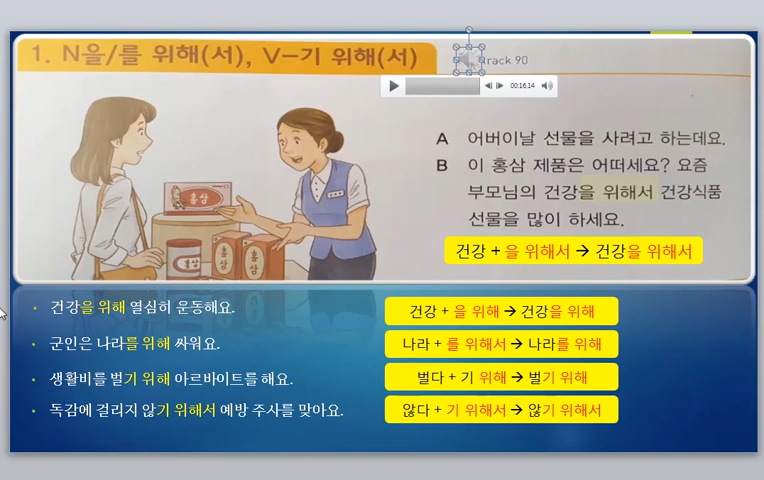 1. N을/를 위해(서), V-기 위해(서)
rack 90
00:16.14
A 어버이날 선물을 사려고 하는데요.
B 이 홍삼 제품은 어떠세요? 요즘
부모님의 건강을 위해서 건강식품
선물을 많이 하세요.
홍삼
홍삼
홍삼
홍삼
건강 + 을 위해서 → 건강을 위해서
• 건강을 위해 열심히 운동해요.
건강 + 을 위해 → 건강을 위해
• 군인은 나라를 위해 싸워요.
나라 + 를 위해서 → 나라를 위해
• 생활비를 벌기 위해 아르바이트를 해요.
벌다 + 기 위해 → 벌기 위해
• 독감에 걸리지 않기 위해서 예방 주사를 맞아요.
않다 + 기 위해서 → 않기 위해서